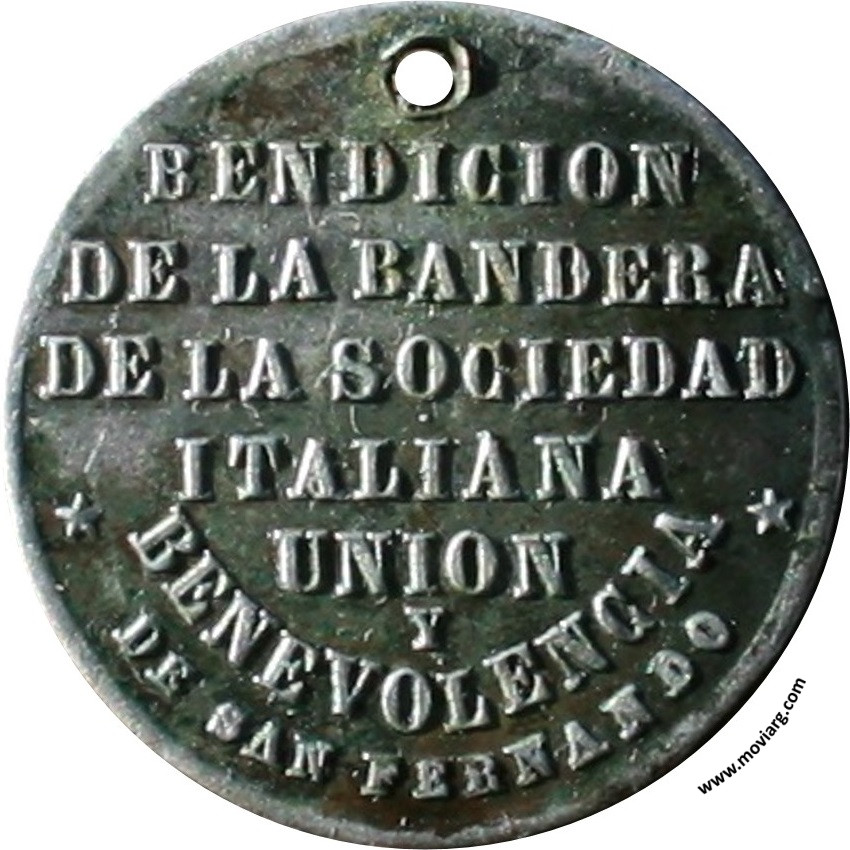 BENDICION
DE LA BANDERA
DE LA SOCIEDAD
ITALIANA
UNION
Y
BENEVOLENCIA
DE SAN FERNANDO
www.moviarg.com